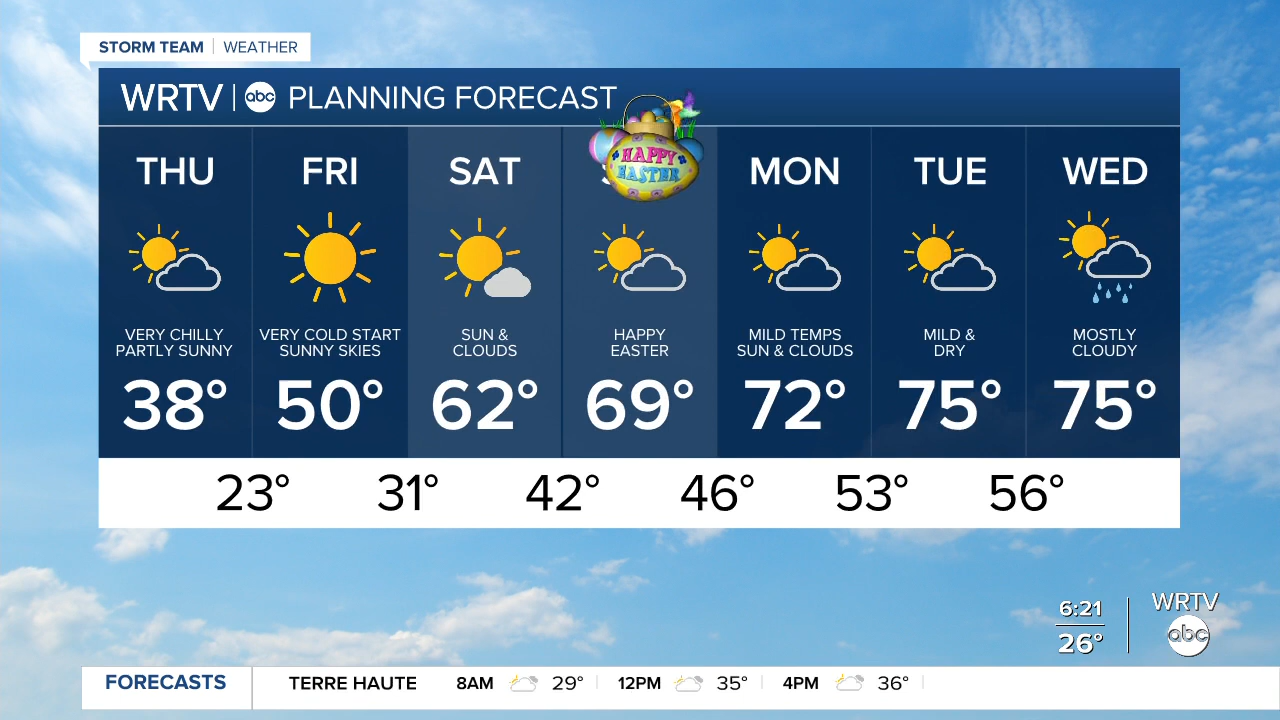 STORM TEAM | WEATHER
WRTV | abc PLANNING FORECAST
THU FRI SAT MON TUE WED
HAPPY
EASTER
VERY CHILLY
PARTLY SUNNY
VERY COLD START
SUNNY SKIES
SUN &
CLOUDS
HAPPY
EASTER
MILD TEMPS
SUN & CLOUDS
MILD &
DRY
MOSTLY
CLOUDY
38° 50° 62° 69° 72° 75° 75°
23° 31° 42° 46° 53° 56°
6:21
26°
WRTV
abc
FORECASTS TERRE HAUTE 8AM 29° 12PM 35° 4PM 36°